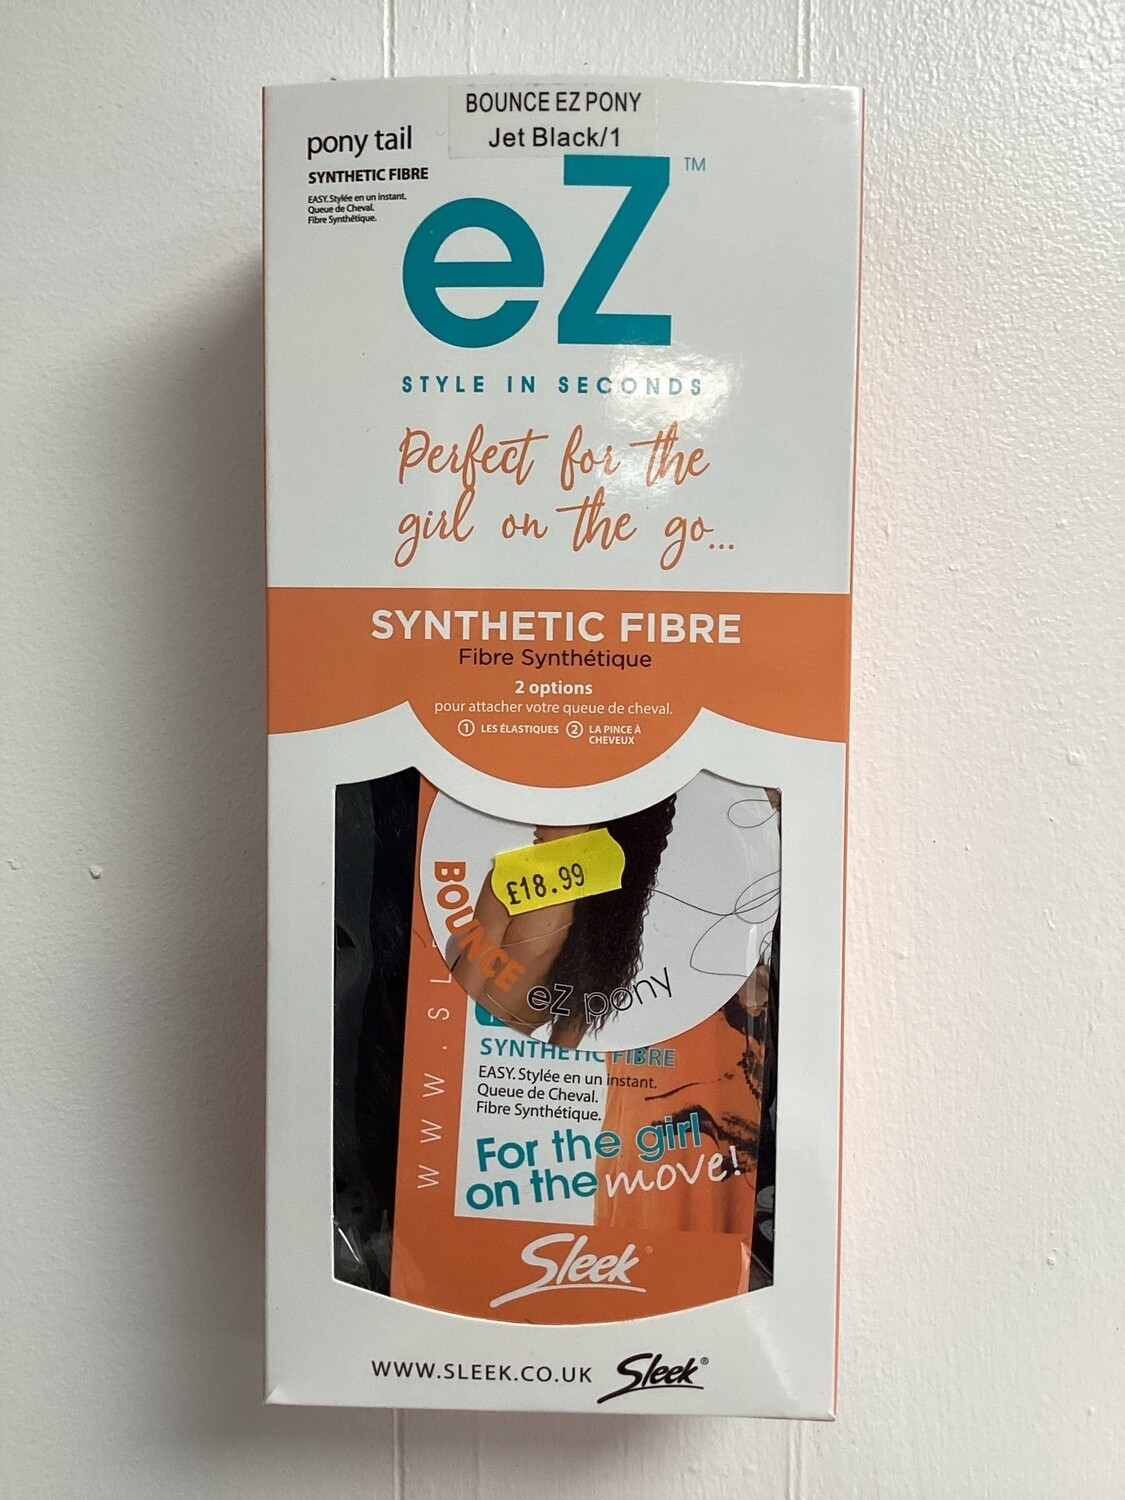 BOUNCE EZ PONY
Jet Black/1
pony tail
SYNTHETIC FIBRE
EASY. Stylée en un instant.
Queue de Cheval.
Fibre Synthétique.
eZ™
STYLE IN SECONDS
Perfect for the
girl on the go...
SYNTHETIC FIBRE
Fibre Synthétique
2 options
pour attacher votre queue de cheval.
1 LES ÉLASTIQUES 2 LA PINCE À
CHEVEUX
£18.99
BOUNCE
eZ pony
WWW.SL
SYNTHETIC FIBRE
EASY. Stylée en un instant.
Queue de Cheval.
Fibre Synthétique.
For the girl
on the move!
Sleek®
WWW.SLEEK.CO.UK Sleek®